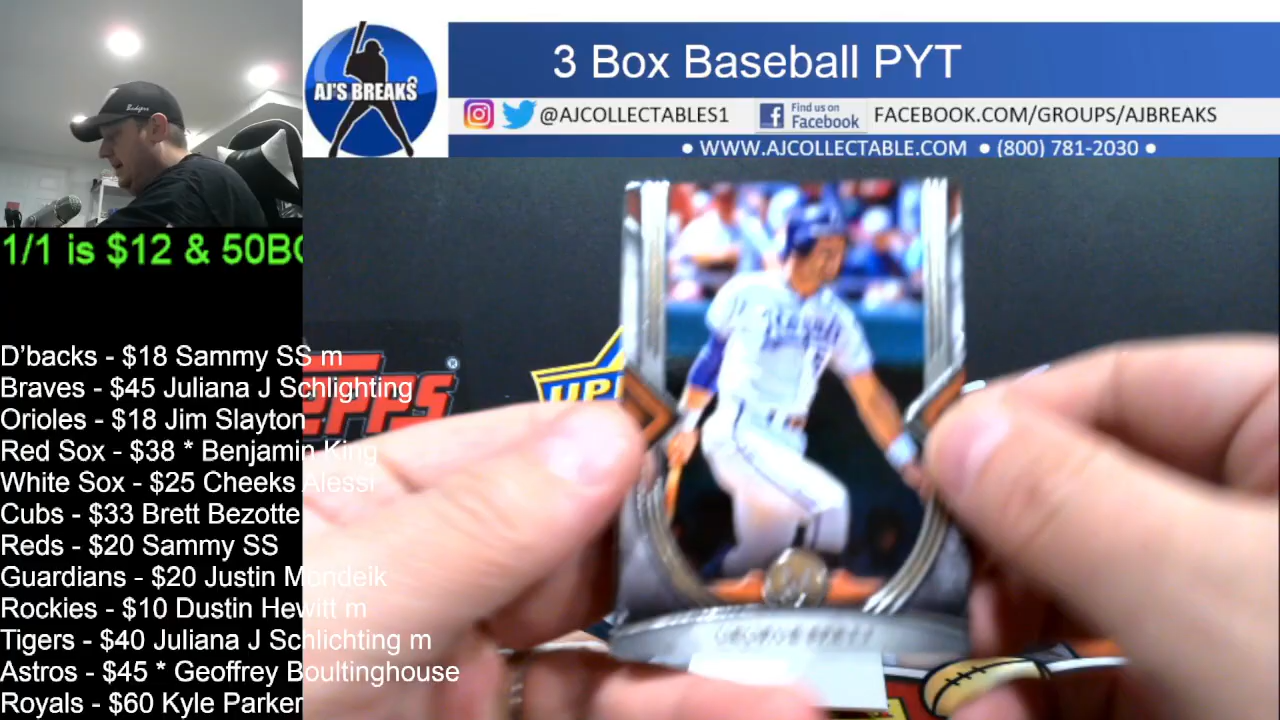 3 Box Baseball PYT
AJ'S BREAKS
@AJCOLLECTABLES1
Find us on
Facebook
FACEBOOK.COM/GROUPS/AJBREAKS
• WWW.AJCOLLECTABLE.COM • (800) 781-2030 •
1/1 is $12 & 50BO
D'backs - $18 Sammy SS m
Braves - $45 Juliana J Schlighting
Orioles - $18 Jim Slayton
Red Sox - $38 * Benjamin King
White Sox - $25 Cheeks Alessi
Cubs - $33 Brett Bezotte
Reds - $20 Sammy SS
Guardians - $20 Justin Mondeik
Rockies - $10 Dustin Hewitt m
Tigers - $40 Juliana J Schlichting m
Astros - $45 * Geoffrey Boultinghouse
Royals - $60 Kyle Parker
UP
Royals
GEORGE BRETT